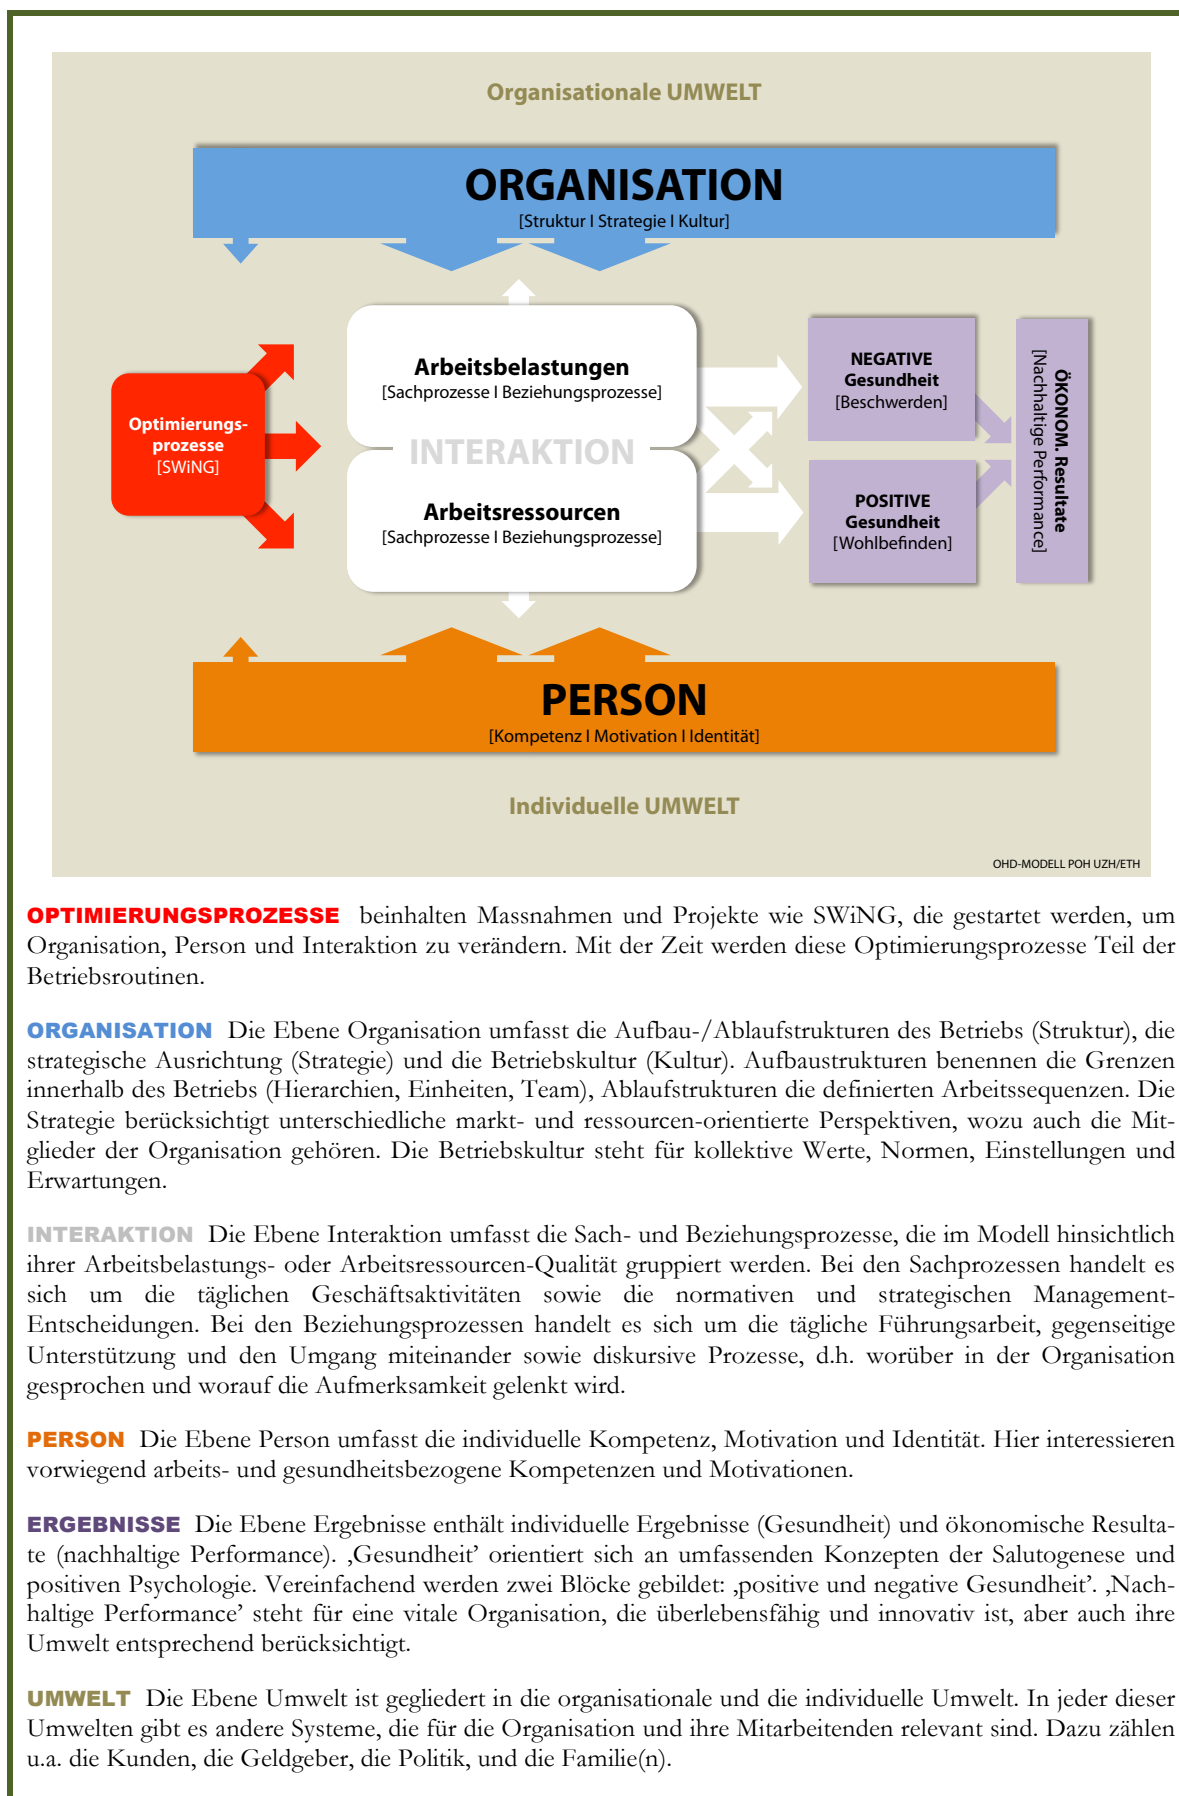 Organisationale UMWELT
ORGANISATION
[Struktur I Strategie I Kultur]
Arbeitsbelastungen
[Sachprozesse I Beziehungsprozesse]
INTERAKTION
Arbeitsressourcen
[Sachprozesse I Beziehungsprozesse]
Optimierungs-
prozesse
[SWiNG]
NEGATIVE
Gesundheit
[Beschwerden]
POSITIVE
Gesundheit
[Wohlbefinden]
ÖKONOM. Resultate
[Nachhaltige Performance]
PERSON
[Kompetenz I Motivation I Identität]
Individuelle UMWELT
OHD-MODELL POH UZH/ETH
OPTIMIERUNGSPROZESSE beinhalten Massnahmen und Projekte wie SWiNG, die gestartet werden, um
Organisation, Person und Interaktion zu verändern. Mit der Zeit werden diese Optimierungsprozesse Teil der
Betriebsroutinen.
ORGANISATION Die Ebene Organisation umfasst die Aufbau-/Ablaufstrukturen des Betriebs (Struktur), die
strategische Ausrichtung (Strategie) und die Betriebskultur (Kultur). Aufbaustrukturen benennen die Grenzen
innerhalb des Betriebs (Hierarchien, Einheiten, Team), Ablaufstrukturen die definierten Arbeitssequenzen. Die
Strategie berücksichtigt unterschiedliche markt- und ressourcen-orientierte Perspektiven, wozu auch die Mit-
glieder der Organisation gehören. Die Betriebskultur steht für kollektive Werte, Normen, Einstellungen und
Erwartungen.
INTERAKTION Die Ebene Interaktion umfasst die Sach- und Beziehungsprozesse, die im Modell hinsichtlich
ihrer Arbeitsbelastungs- oder Arbeitsressourcen-Qualität gruppiert werden. Bei den Sachprozessen handelt es
sich um die täglichen Geschäftsaktivitäten sowie die normativen und strategischen Management-
Entscheidungen. Bei den Beziehungsprozessen handelt es sich um die tägliche Führungsarbeit, gegenseitige
Unterstützung und den Umgang miteinander sowie diskursive Prozesse, d.h. worüber in der Organisation
gesprochen und worauf die Aufmerksamkeit gelenkt wird.
PERSON Die Ebene Person umfasst die individuelle Kompetenz, Motivation und Identität. Hier interessieren
vorwiegend arbeits- und gesundheitsbezogene Kompetenzen und Motivationen.
ERGEBNISSE Die Ebene Ergebnisse enthält individuelle Ergebnisse (Gesundheit) und ökonomische Resulta-
te (nachhaltige Performance). ‚Gesundheit’ orientiert sich an umfassenden Konzepten der Salutogenese und
positiven Psychologie. Vereinfachend werden zwei Blöcke gebildet: ‚positive und negative Gesundheit’. ‚Nach-
haltige Performance’ steht für eine vitale Organisation, die überlebensfähig und innovativ ist, aber auch ihre
Umwelt entsprechend berücksichtigt.
UMWELT Die Ebene Umwelt ist gegliedert in die organisationale und die individuelle Umwelt. In jeder dieser
Umwelten gibt es andere Systeme, die für die Organisation und ihre Mitarbeitenden relevant sind. Dazu zählen
u.a. die Kunden, die Geldgeber, die Politik, und die Familie(n).